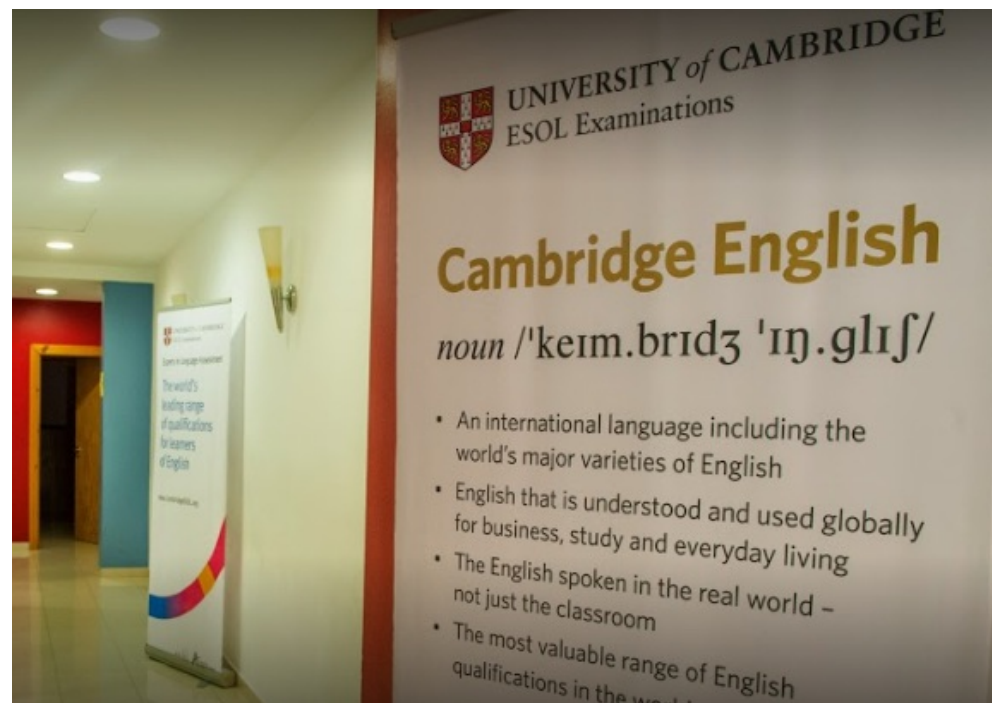 UNIVERSITY of CAMBRIDGE
ESOL Examinations
Cambridge English
noun /ˈkeɪm.brɪdʒ ˈɪŋ.glɪʃ/
• An international language including the
world's major varieties of English
• English that is understood and used globally
for business, study and everyday living
• The English spoken in the real world –
not just the classroom
• The most valuable range of English
qualifications in the
The world's
leading range
of qualifications
for learners
of English